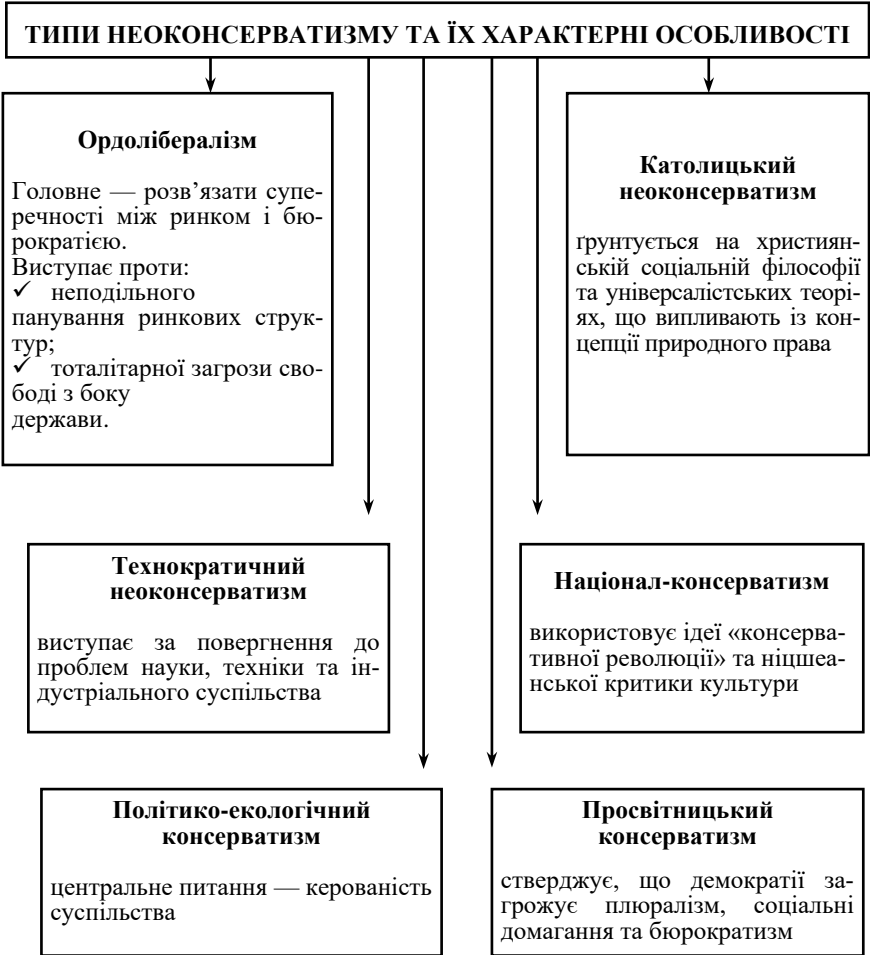 ТИПИ НЕОКОНСЕРВАТИЗМУ ТА ЇХ ХАРАКТЕРНІ ОСОБЛИВОСТІ
Ордолібералізм
Головне — розв’язати супе-
речності між ринком і бю-
рократією.
Виступає проти:
✓ неподільного
панування ринкових струк-
тур;
✓ тоталітарної загрози сво-
боді з боку
держави.
Католицький
неоконсерватизм
ґрунтується на християн-
ській соціальній філософії
та універсалістських теорі-
ях, що випливають із кон-
цепції природного права
Технократичний
неоконсерватизм
виступає за повергнення до
проблем науки, техніки та ін-
дустріального суспільства
Націонал-консерватизм
використовує ідеї «консерва-
тивної революції» та ніцшеа-
нської критики культури
Політико-екологічний
консерватизм
центральне питання — керованість
суспільства
Просвітницький
консерватизм
стверджує, що демократії за-
грожує плюралізм, соціальні
домагання та бюрократизм